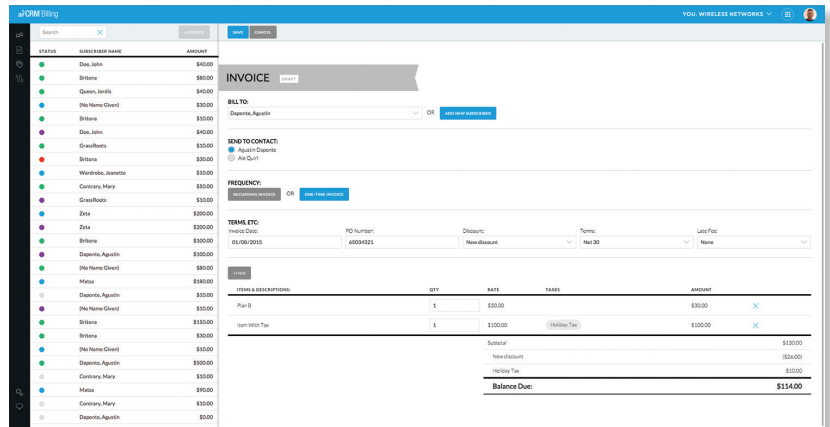 airCRM Billing
YOU. WIRELESS NETWORKS
Search
+INVOICE
SAVE CANCEL
STATUS SUBSCRIBER NAME AMOUNT
Doe, John $40.00
Britona $80.00
Queen, Jordis $40.00
(No Name Given) $30.00
Britona $10.00
Doe, John $40.00
GrassRoots $10.00
Britona $30.00
Wardrobe, Jeanette $10.00
Contrary, Mary $50.00
GrassRoots $10.00
Zeta $200.00
Zeta $200.00
Britona $100.00
Daponte, Agustin $100.00
(No Name Given) $80.00
Matsa $180.00
Daponte, Agustin $10.00
(No Name Given) $10.00
Britona $150.00
Britona $30.00
(No Name Given) $10.00
Daponte, Agustin $500.00
Contrary, Mary $10.00
Matsa $90.00
Contrary, Mary $10.00
Daponte, Agustin $0.00
INVOICE DRAFT
BILL TO:
Daponte, Agustin OR ADD NEW SUBSCRIBER
SEND TO CONTACT:
Agustin Daponte
Ale Quiri
FREQUENCY:
RECURRING INVOICE OR ONE-TIME INVOICE
TERMS, ETC:
Invoice Date: PO Number: Discount: Terms: Late Fee:
01/08/2015 65034321 New discount Net 30 None
+ITEM
ITEMS & DESCRIPTIONS: QTY RATE TAXES AMOUNT
Plan B 1 $30.00 $30.00
Item With Tax 1 $100.00 Holiday Tax $100.00
Subtotal $130.00
New discount ($26.00)
Holiday Tax $10.00
Balance Due: $114.00